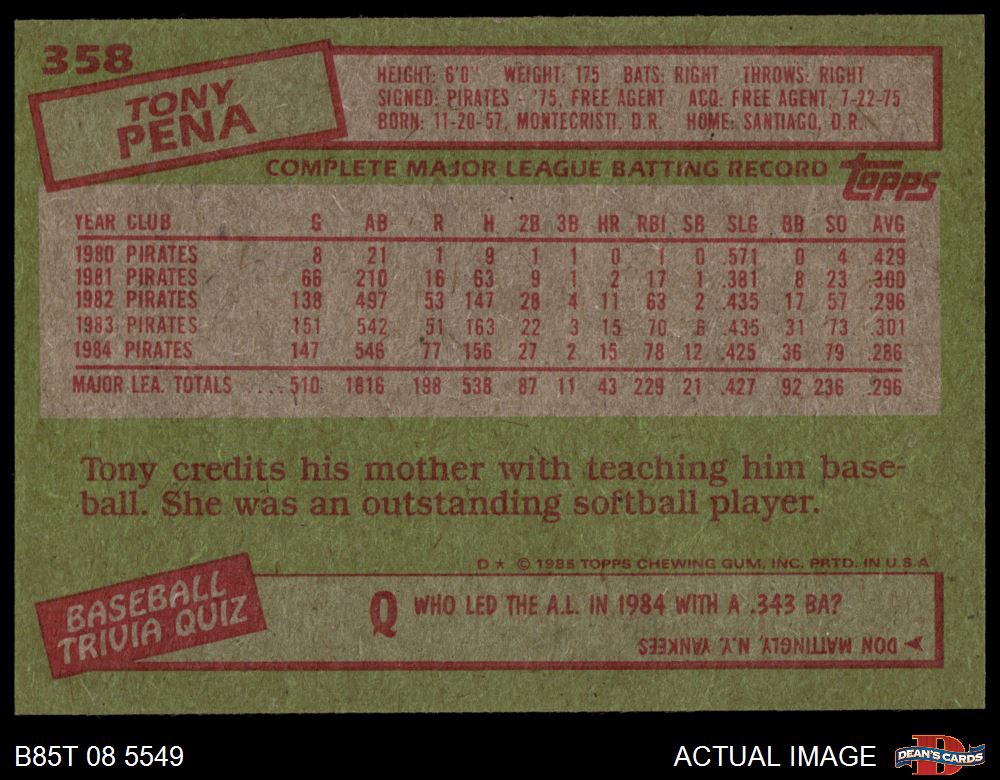 358
TONY
PENA
HEIGHT: 6'0" WEIGHT: 175 BATS: RIGHT THROWS: RIGHT
SIGNED: PIRATES - '75, FREE AGENT ACQ: FREE AGENT, 7-22-75
BORN: 11-20-57, MONTECRISTI, D.R. HOME: SANTIAGO, D.R.
COMPLETE MAJOR LEAGUE BATTING RECORD topps
YEAR CLUB G AB R H 2B 3B HR RBI SB SLG BB SO AVG
1980 PIRATES 8 21 1 9 1 1 0 1 0 .571 0 4 .429
1981 PIRATES 66 210 16 63 9 1 2 17 1 .381 8 23 .300
1982 PIRATES 138 497 53 147 28 4 11 63 2 .435 17 57 .296
1983 PIRATES 151 542 51 163 22 3 15 70 6 .435 31 73 .301
1984 PIRATES 147 546 77 156 27 2 15 78 12 .425 36 79 .286
MAJOR LEA. TOTALS ....510 1816 198 538 87 11 43 229 21 .427 92 236 .296
Tony credits his mother with teaching him base-
ball. She was an outstanding softball player.
D★ © 1985 TOPPS CHEWING GUM, INC. PRTD. IN U.S.A
BASEBALL
TRIVIA QUIZ
Q WHO LED THE A.L. IN 1984 WITH A .343 BA?
DON MATTINGLY, N.Y. YANKEES
B85T 08 5549
ACTUAL IMAGE
D
DEAN'S CARDS